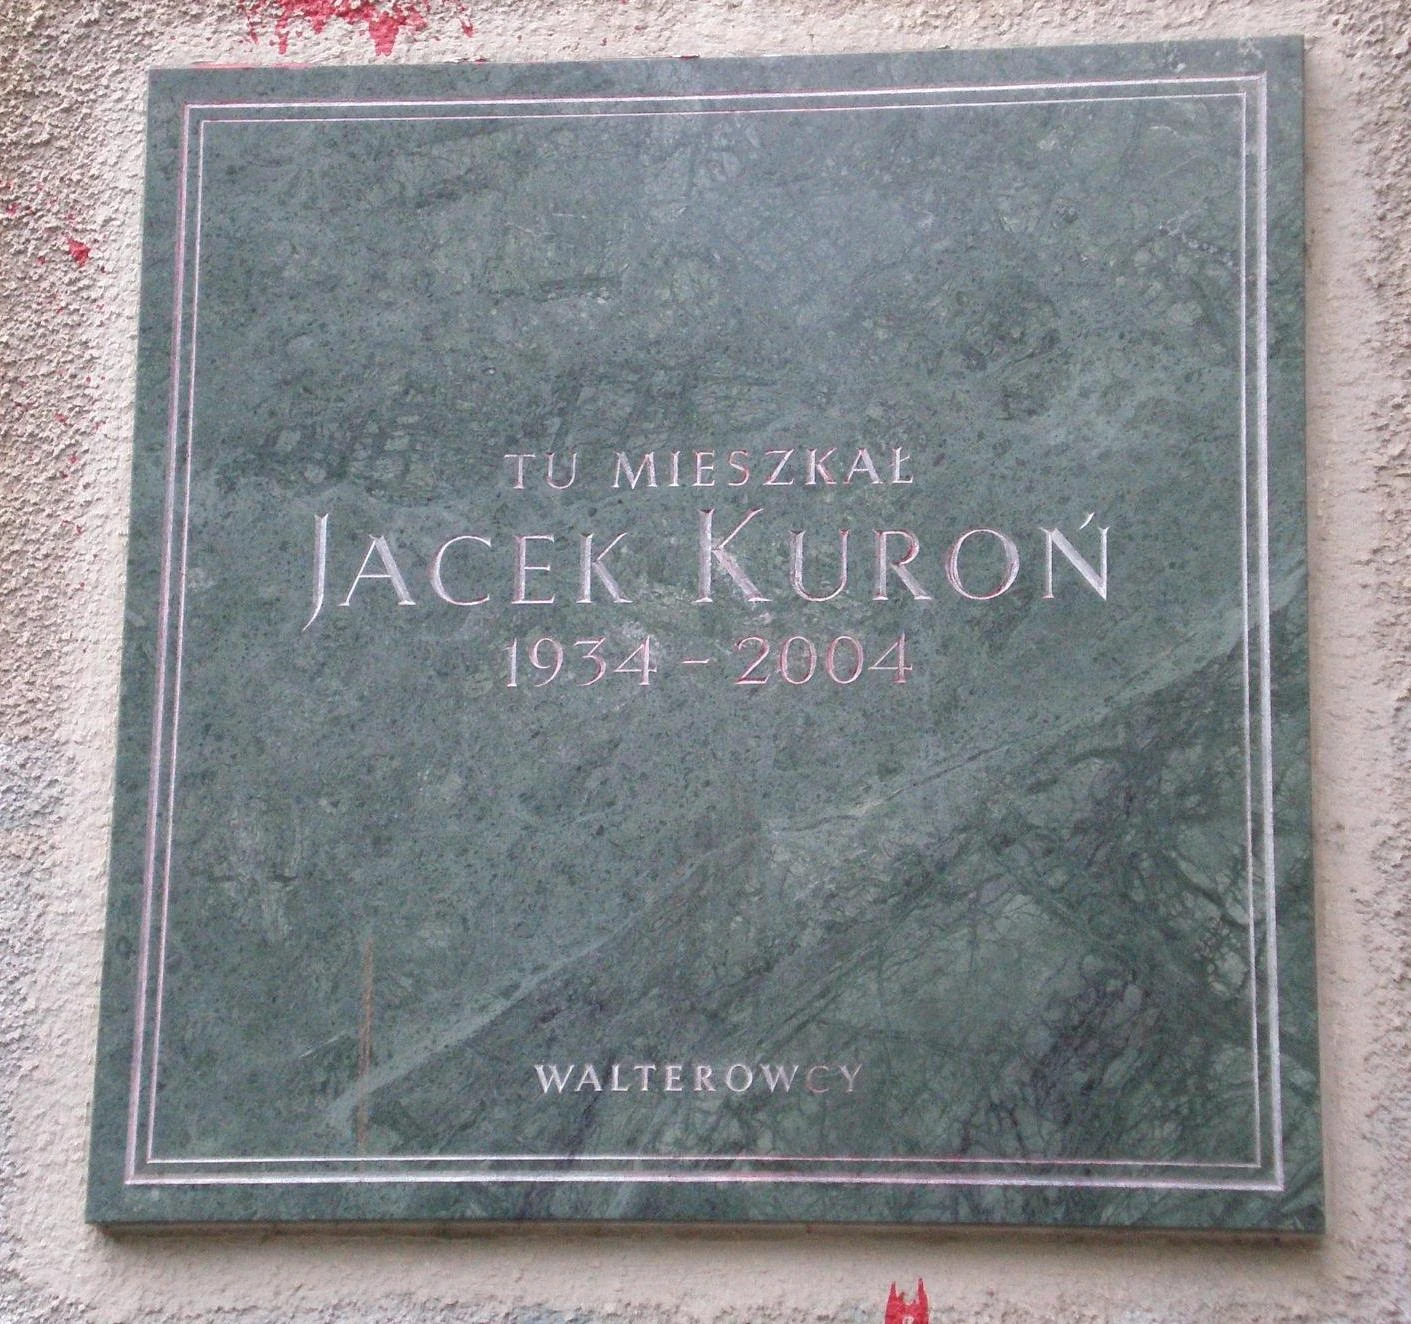 TU MIESZKAŁ
JACEK KUROŃ
1934 – 2004
WALTEROWCY